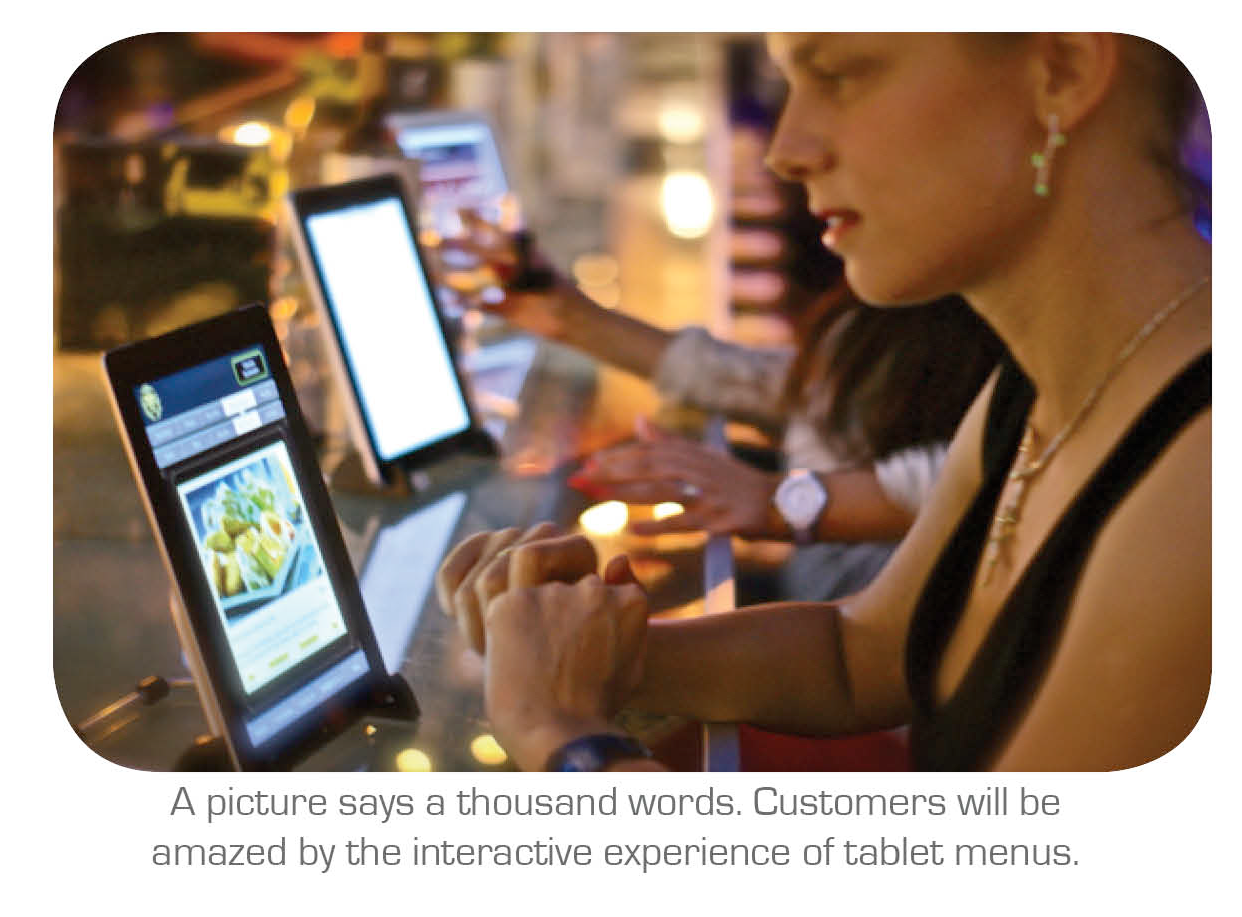 A picture says a thousand words. Customers will be
amazed by the interactive experience of tablet menus.